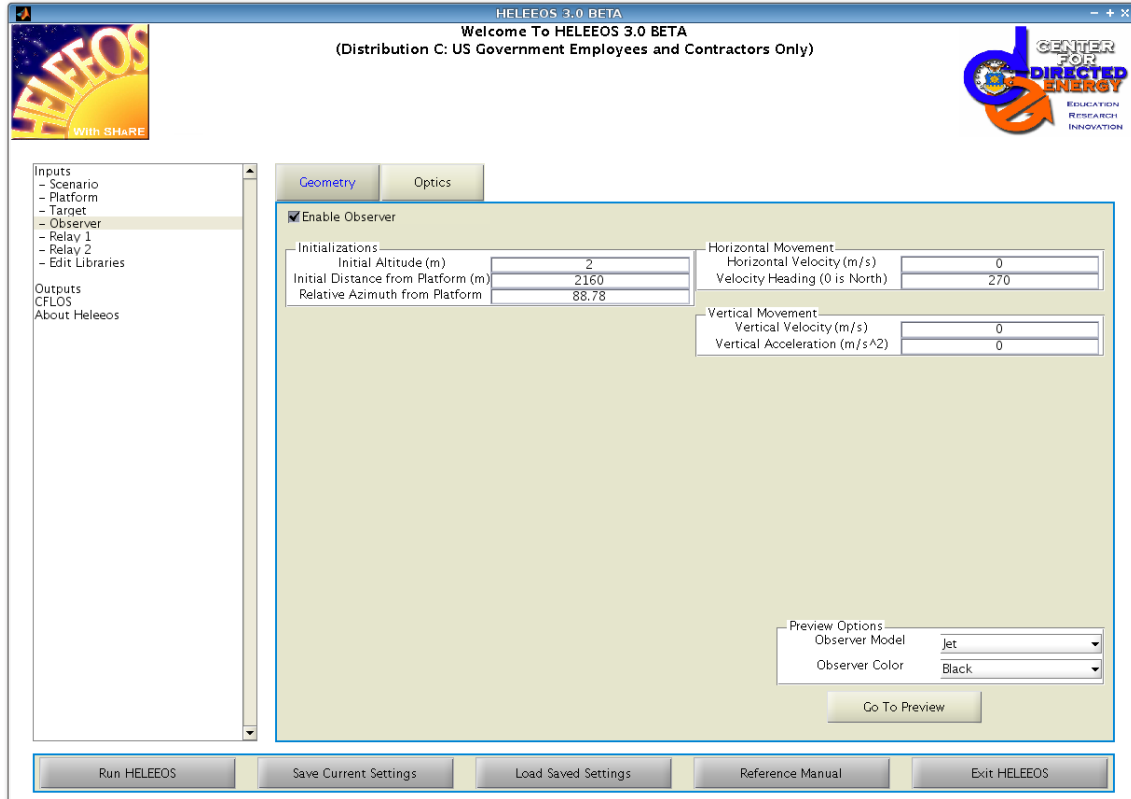 HELEEOS 3.0 BETA
Welcome To HELEEOS 3.0 BETA
(Distribution C: US Government Employees and Contractors Only)
HELEEOS
With SHaRE
CENTER
FOR
DIRECTED
ENERGY
EDUCATION
RESEARCH
INNOVATION
Inputs
– Scenario
– Platform
– Target
– Observer
– Relay 1
– Relay 2
– Edit Libraries
Outputs
CFLOS
About Heleeos
Geometry Optics
Enable Observer
Initializations
Initial Altitude (m) 2
Initial Distance from Platform (m) 2160
Relative Azimuth from Platform 88.78
Horizontal Movement
Horizontal Velocity (m/s) 0
Velocity Heading (0 is North) 270
Vertical Movement
Vertical Velocity (m/s) 0
Vertical Acceleration (m/s^2) 0
Preview Options
Observer Model Jet
Observer Color Black
Go To Preview
Run HELEEOS Save Current Settings Load Saved Settings Reference Manual Exit HELEEOS